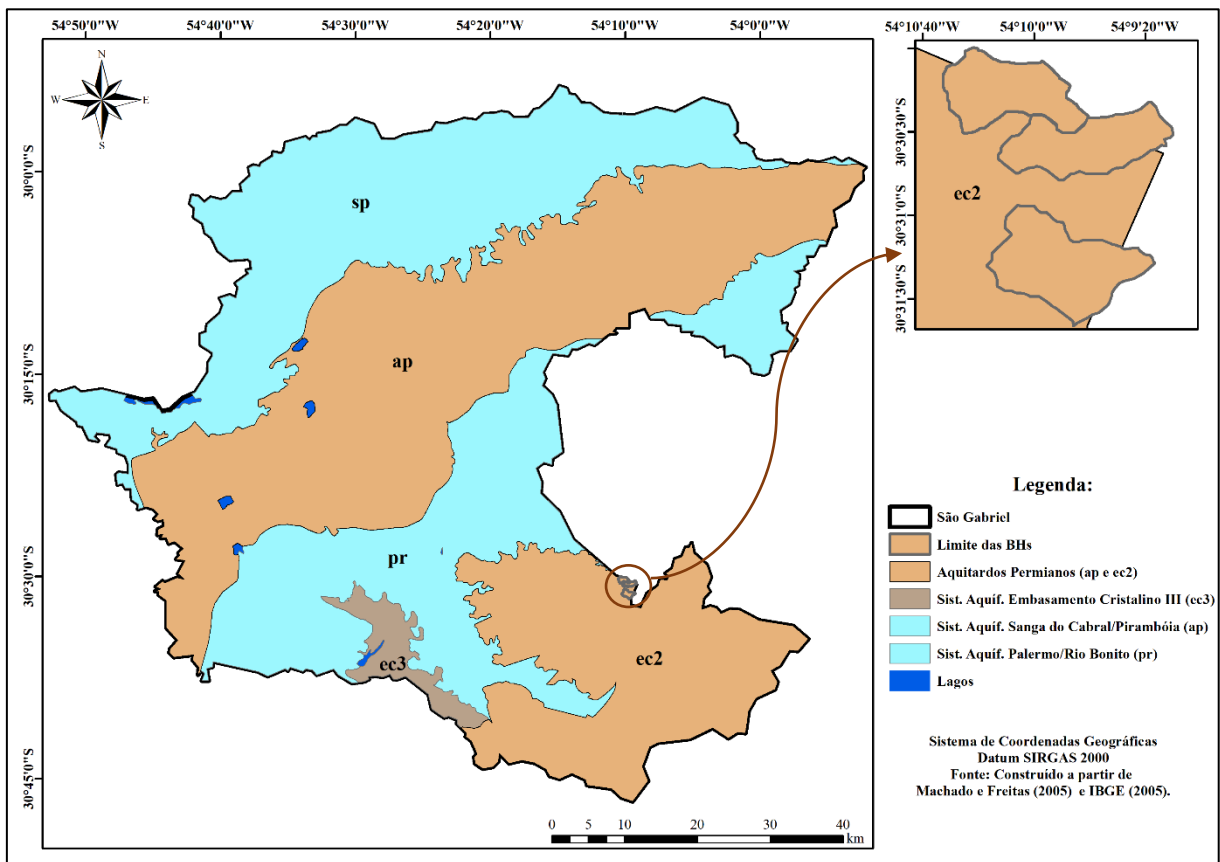 54°50'0"W 54°40'0"W 54°30'0"W 54°20'0"W 54°10'0"W 54°0'0"W
54°10'40"W 54°10'0"W 54°9'20"W
N
W E
S
30°0'0"S
30°15'0"S
30°30'0"S
30°45'0"S
sp
ap
pr
ec3
ec2
30°30'30"S
30°31'0"S
30°31'30"S
ec2
Legenda:
São Gabriel
Limite das BHs
Aquitardos Permianos (ap e ec2)
Sist. Aquíf. Embasamento Cristalino III (ec3)
Sist. Aquíf. Sanga do Cabral/Pirambóia (ap)
Sist. Aquíf. Palermo/Rio Bonito (pr)
Lagos
Sistema de Coordenadas Geográficas
Datum SIRGAS 2000
Fonte: Construído a partir de
Machado e Freitas (2005) e IBGE (2005).
0 5 10 20 30 40
km